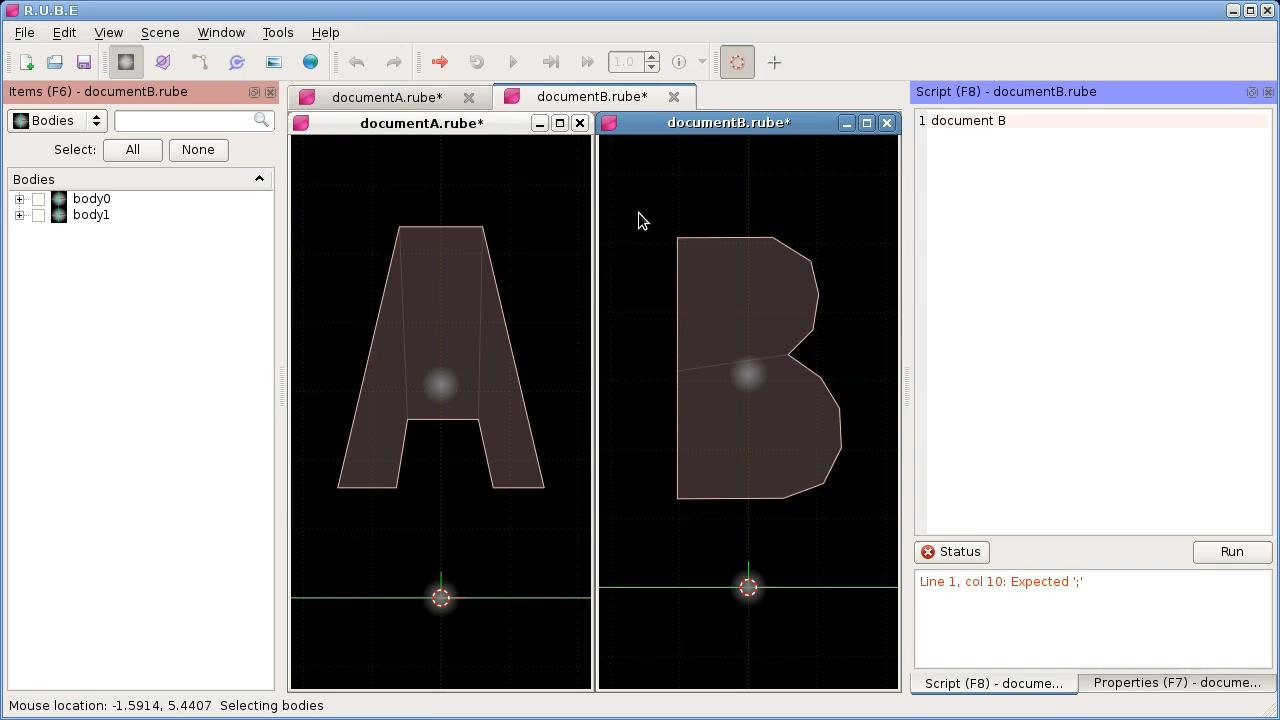 R.U.B.E
File Edit View Scene Window Tools Help
1.0
Items (F6) - documentB.rube
Bodies
Select: All None
Bodies
body0
body1
documentA.rube*
documentB.rube*
documentA.rube*
documentB.rube*
Script (F8) - documentB.rube
1 document B
Status
Run
Line 1, col 10: Expected ';'
Script (F8) - docume...
Properties (F7) - docume...
Mouse location: -1.5914, 5.4407 Selecting bodies